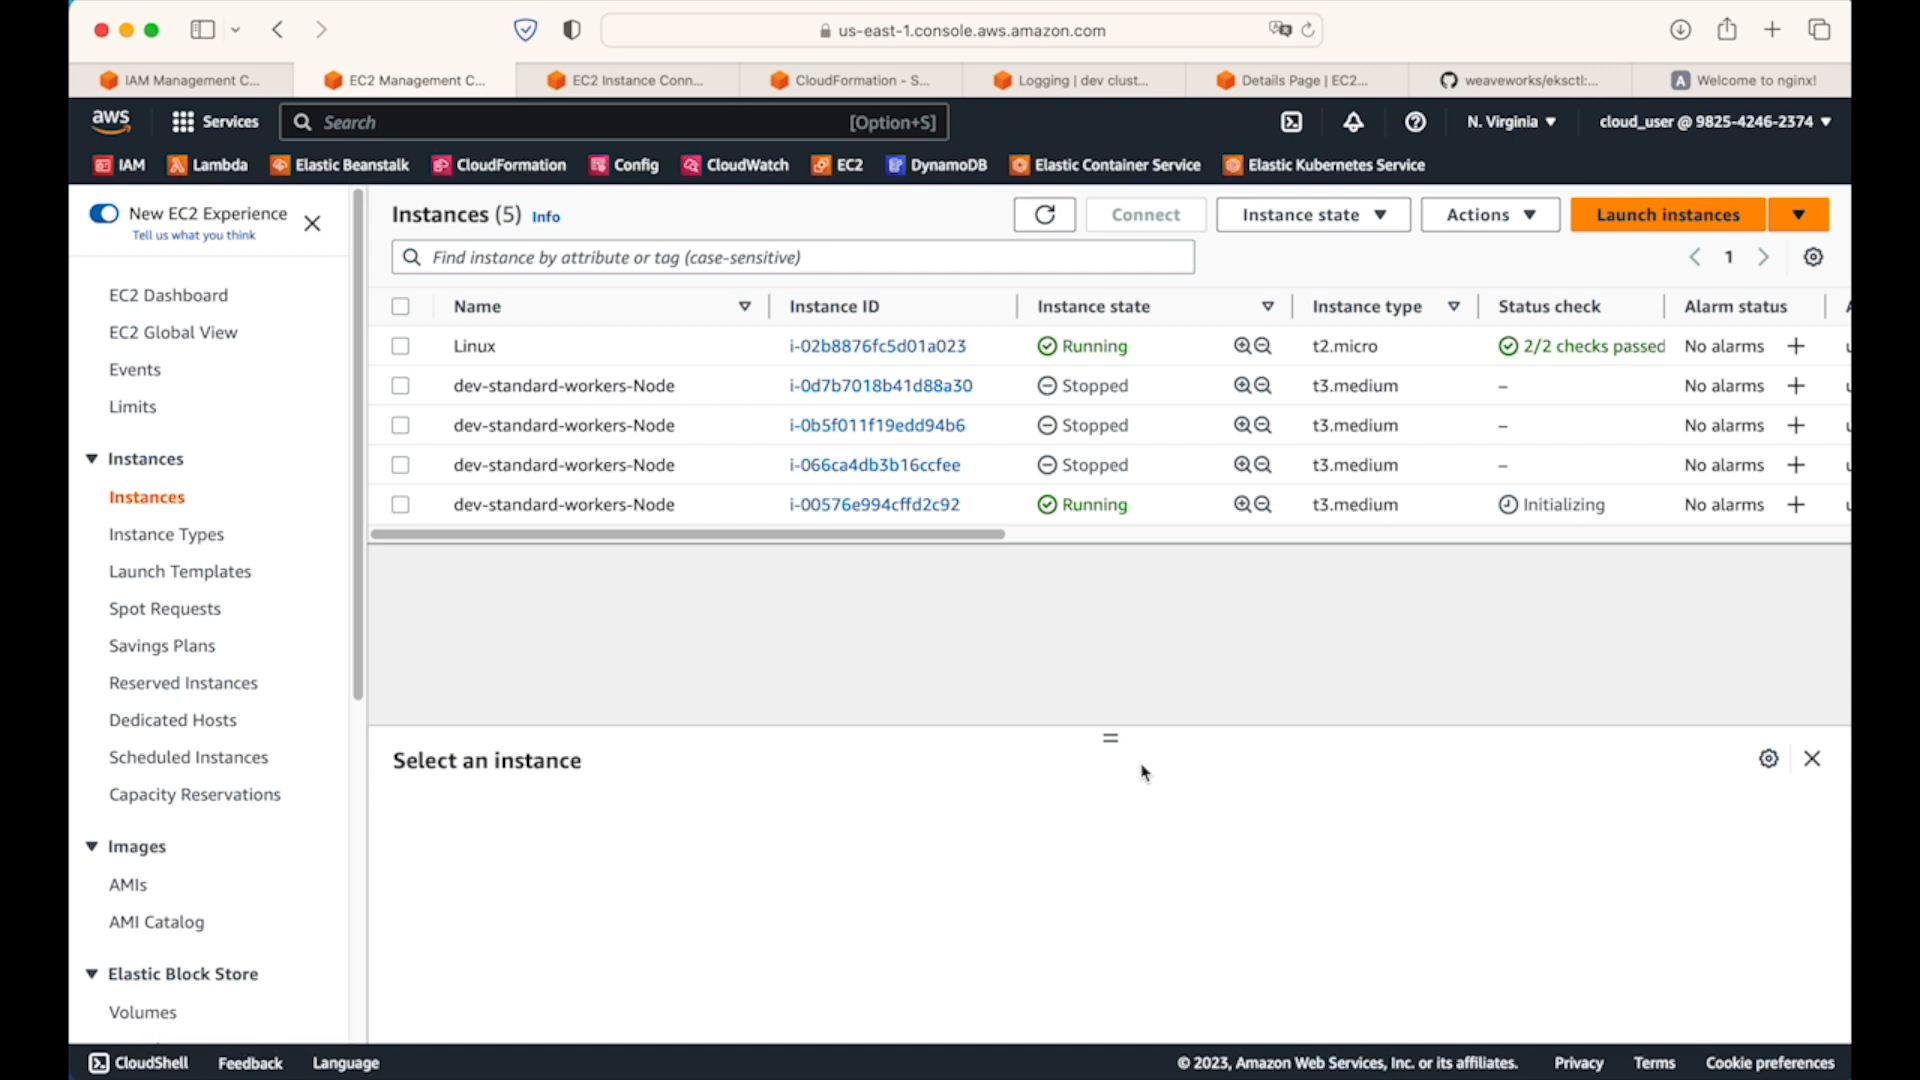 us-east-1.console.aws.amazon.com
IAM Management C...
EC2 Management C...
EC2 Instance Conn...
CloudFormation - S...
Logging | dev clust...
Details Page | EC2...
weaveworks/eksctl:...
A Welcome to nginx!
aws
Services
Search [Option+S]
N. Virginia
cloud_user @ 9825-4246-2374
IAM
Lambda
Elastic Beanstalk
CloudFormation
Config
CloudWatch
EC2
DynamoDB
Elastic Container Service
Elastic Kubernetes Service
New EC2 Experience
Tell us what you think
EC2 Dashboard
EC2 Global View
Events
Limits
Instances
Instances
Instance Types
Launch Templates
Spot Requests
Savings Plans
Reserved Instances
Dedicated Hosts
Scheduled Instances
Capacity Reservations
Images
AMIs
AMI Catalog
Elastic Block Store
Volumes
Instances (5) Info
Connect
Instance state
Actions
Launch instances
Find instance by attribute or tag (case-sensitive)
1
Name Instance ID Instance state Instance type Status check Alarm status
Linux i-02b8876fc5d01a023 Running t2.micro 2/2 checks passed No alarms +
dev-standard-workers-Node i-0d7b7018b41d88a30 Stopped t3.medium – No alarms +
dev-standard-workers-Node i-0b5f011f19edd94b6 Stopped t3.medium – No alarms +
dev-standard-workers-Node i-066ca4db3b16ccfee Stopped t3.medium – No alarms +
dev-standard-workers-Node i-00576e994cffd2c92 Running t3.medium Initializing No alarms +
Select an instance
CloudShell
Feedback
Language
© 2023, Amazon Web Services, Inc. or its affiliates.
Privacy
Terms
Cookie preferences